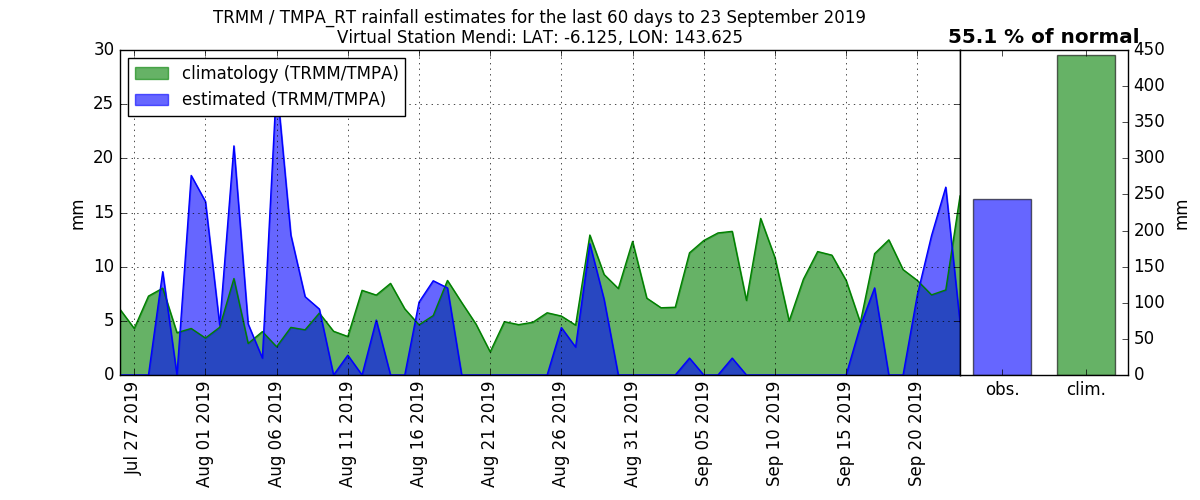 TRMM / TMPA_RT rainfall estimates for the last 60 days to 23 September 2019
Virtual Station Mendi: LAT: -6.125, LON: 143.625
55.1 % of normal
climatology (TRMM/TMPA)
estimated (TRMM/TMPA)
30
25
20
15
10
5
0
mm
Jul 27 2019
Aug 01 2019
Aug 06 2019
Aug 11 2019
Aug 16 2019
Aug 21 2019
Aug 26 2019
Aug 31 2019
Sep 05 2019
Sep 10 2019
Sep 15 2019
Sep 20 2019
obs.
clim.
450
400
350
300
250
200
150
100
50
0
mm